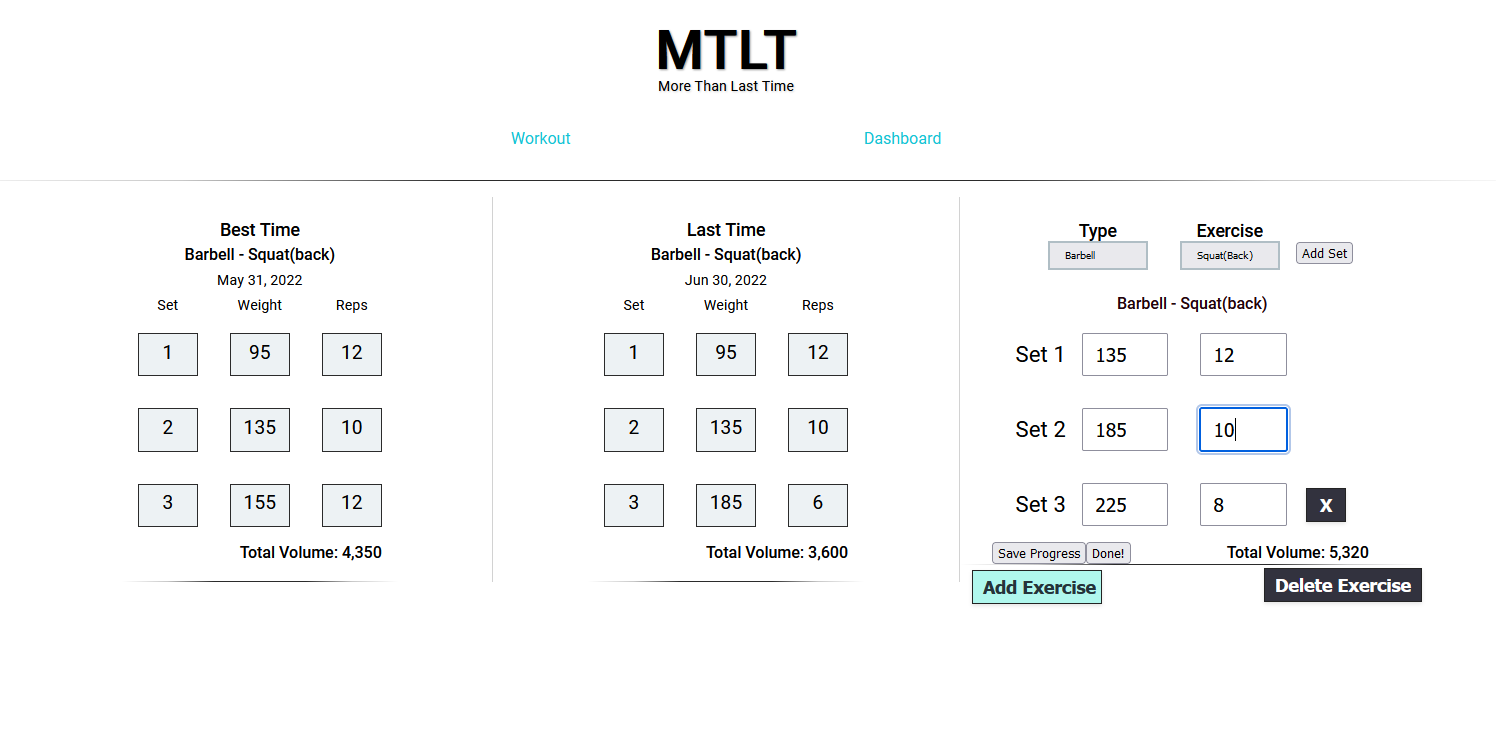 MTLT
More Than Last Time
Workout Dashboard
Best Time
Barbell - Squat(back)
May 31, 2022
Set Weight Reps
1 95 12
2 135 10
3 155 12
Total Volume: 4,350
Last Time
Barbell - Squat(back)
Jun 30, 2022
Set Weight Reps
1 95 12
2 135 10
3 185 6
Total Volume: 3,600
Type Exercise
Barbell Squat(Back) Add Set
Barbell - Squat(back)
Set 1 135 12
Set 2 185 10
Set 3 225 8 X
Save Progress Done! Total Volume: 5,320
Add Exercise Delete Exercise